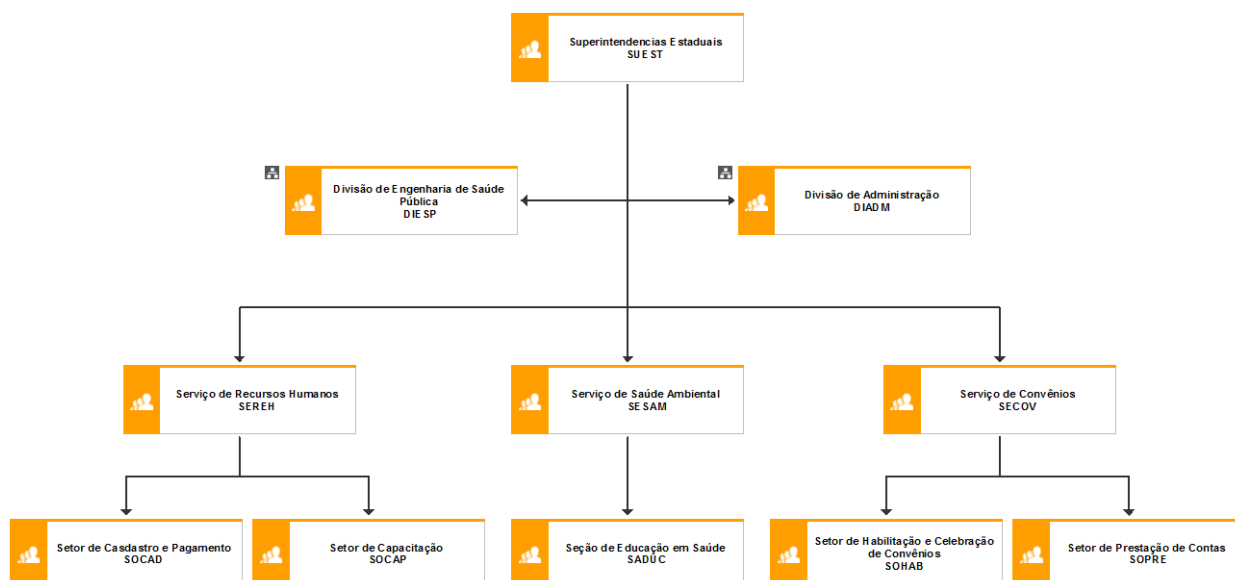 Superintendencias Estaduais
SUEST
Divisão de Engenharia de Saúde
Pública
DIESP
Divisão de Administração
DIADM
Serviço de Recursos Humanos
SEREH
Serviço de Saúde Ambiental
SESAM
Serviço de Convênios
SECOV
Setor de Casdastro e Pagamento
SOCAD
Setor de Capacitação
SOCAP
Seção de Educação em Saúde
SADUC
Setor de Habilitação e Celebração
de Convênios
SOHAB
Setor de Prestação de Contas
SOPRE